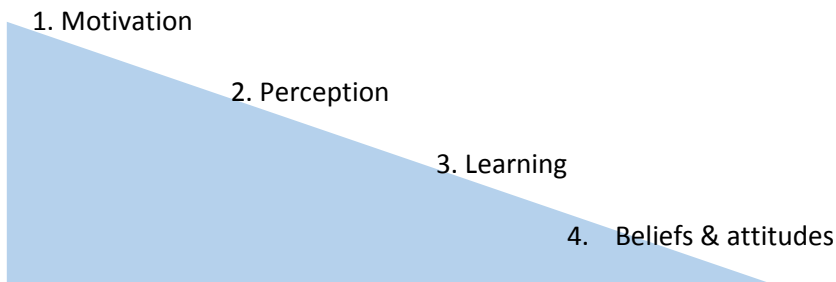 1. Motivation
2. Perception
3. Learning
4. Beliefs & attitudes